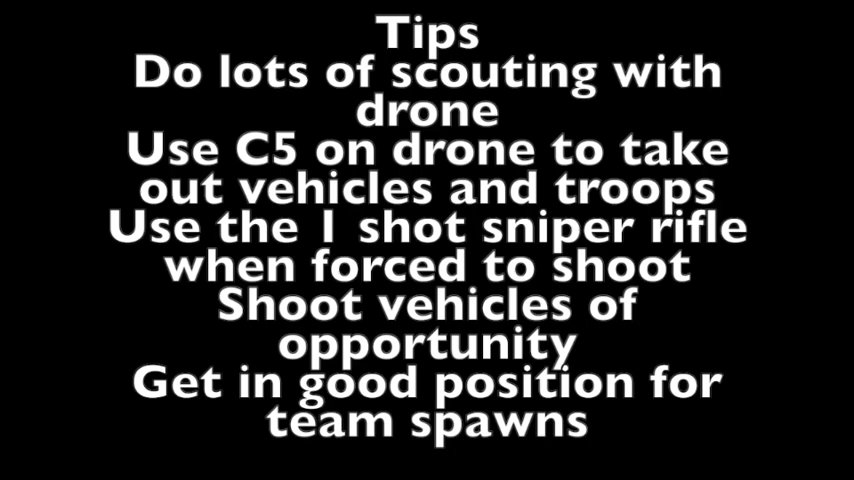 Tips
Do lots of scouting with
drone
Use C5 on drone to take
out vehicles and troops
Use the 1 shot sniper rifle
when forced to shoot
Shoot vehicles of
opportunity
Get in good position for
team spawns